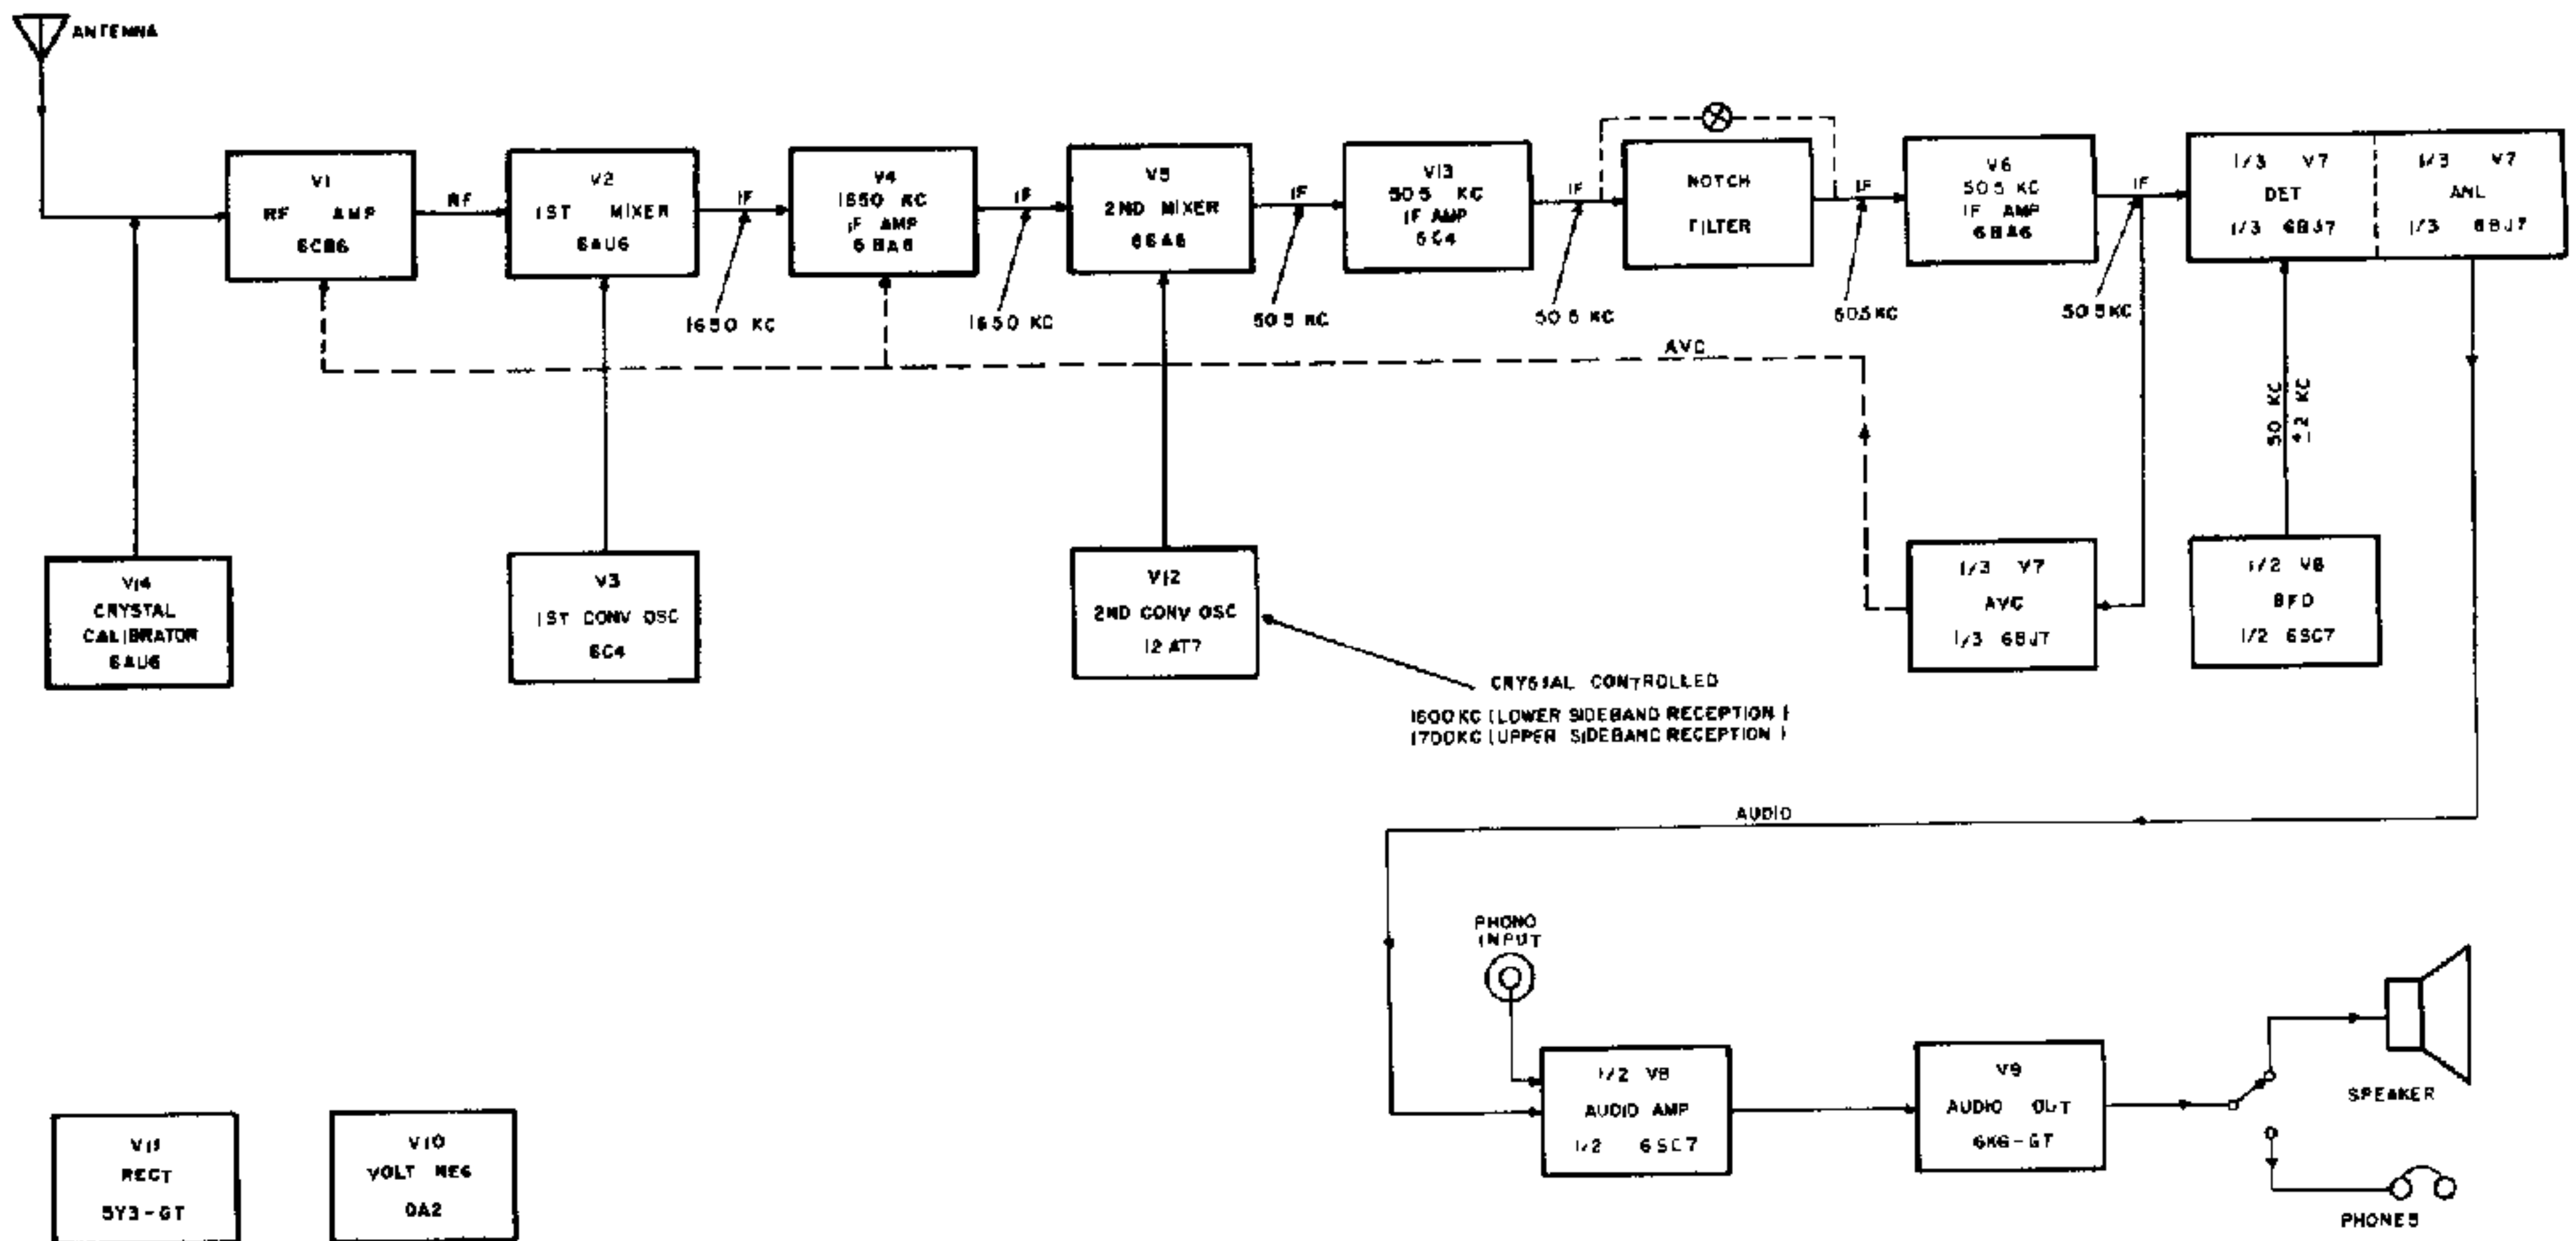 ANTENNA
V1
RF AMP
6CB6
RF
V2
1ST MIXER
6AU6
IF
1650 KC
V4
1650 KC
IF AMP
6BA6
IF
1650 KC
V5
2ND MIXER
6BA6
50.5 KC
V13
50.5 KC
IF AMP
6C4
IF
50.5 KC
NOTCH
FILTER
IF
50.5 KC
V6
50.5 KC
IF AMP
6BA6
IF
50.5 KC
1/3 V7
DET
1/3 6BJ7
1/3 V7
ANL
1/3 6BJ7
AVC
50 KC
±2 KC
V14
CRYSTAL
CALIBRATOR
6AU6
V3
1ST CONV OSC
6C4
V12
2ND CONV OSC
12AT7
1/3 V7
AVC
1/3 6BJ7
1/2 V8
BFO
1/2 6SC7
CRYSTAL CONTROLLED
1600KC (LOWER SIDEBAND RECEPTION)
1700KC (UPPER SIDEBAND RECEPTION)
AUDIO
PHONO
INPUT
1/2 V8
AUDIO AMP
1/2 6SC7
V9
AUDIO OUT
6K6-GT
SPEAKER
PHONES
V11
RECT
5Y3-GT
V10
VOLT REG
OA2